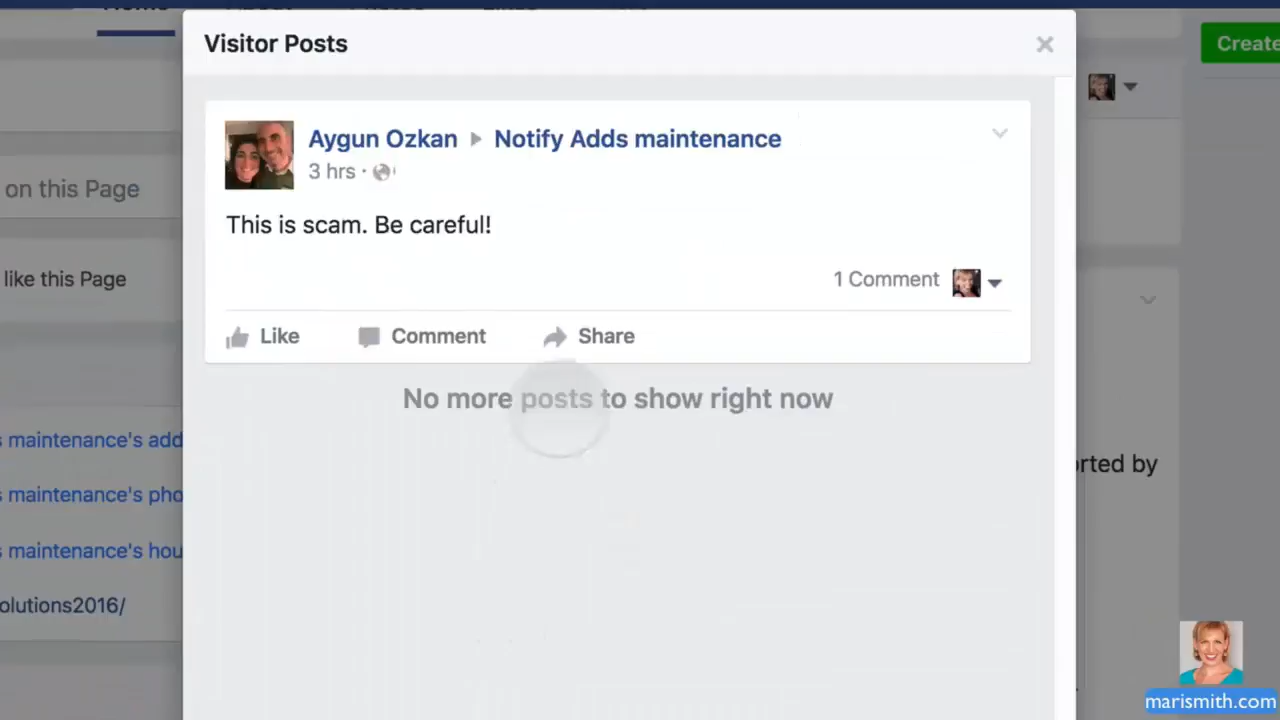 Visitor Posts
Create
Aygun Ozkan
Notify Adds maintenance
3 hrs
on this Page
This is scam. Be careful!
like this Page
1 Comment
Like
Comment
Share
No more posts to show right now
s maintenance's add
rted by
s maintenance's pho
s maintenance's hou
olutions2016/
marismith.com